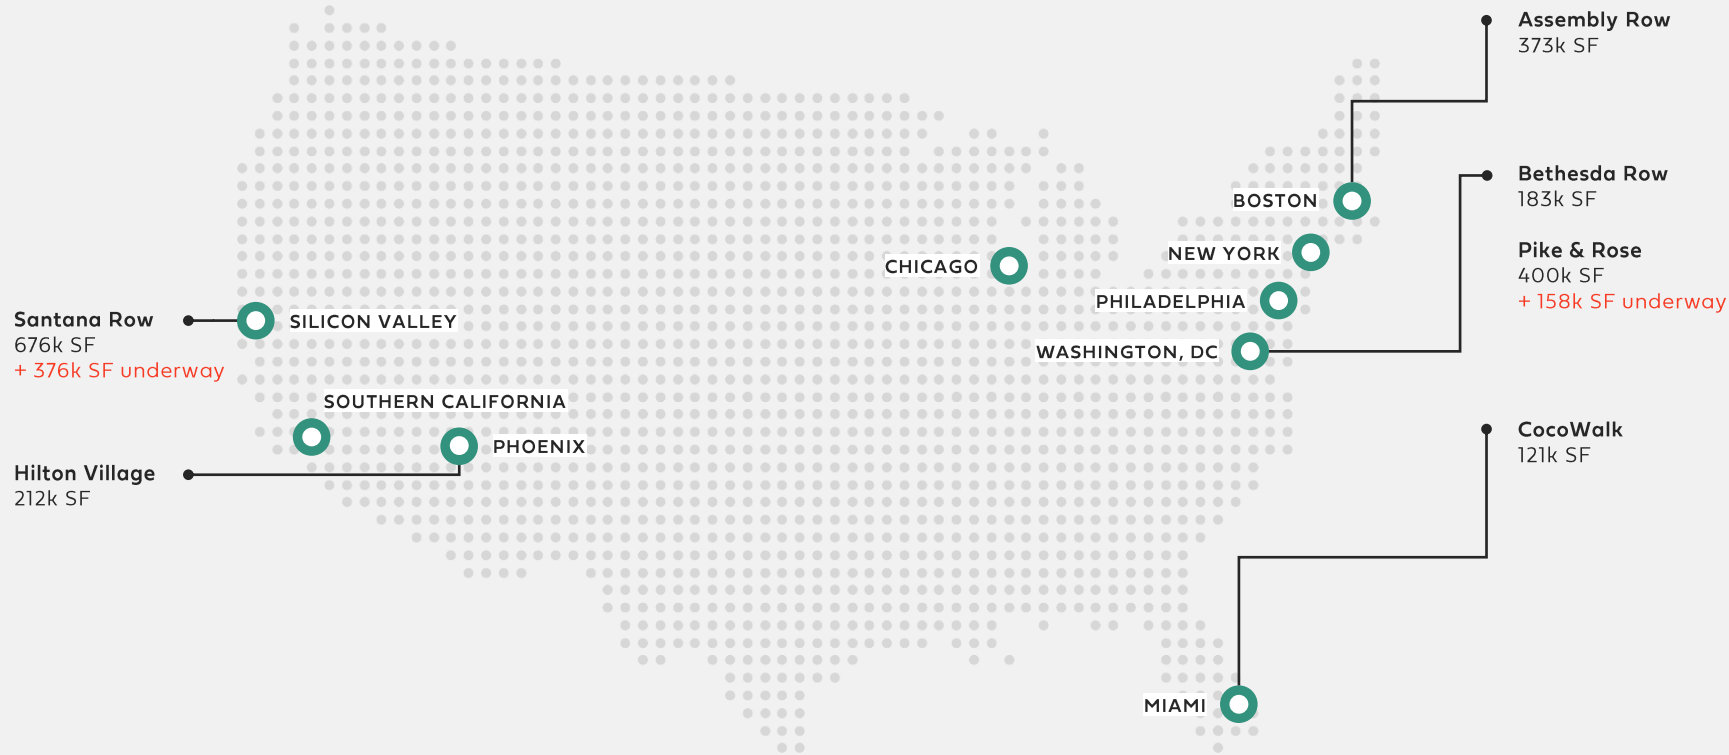 Assembly Row
373k SF
Bethesda Row
183k SF
BOSTON
Pike & Rose
400k SF
+ 158k SF underway
NEW YORK
CHICAGO
PHILADELPHIA
Santana Row
676k SF
+ 376k SF underway
SILICON VALLEY
WASHINGTON, DC
SOUTHERN CALIFORNIA
PHOENIX
Hilton Village
212k SF
CocoWalk
121k SF
MIAMI